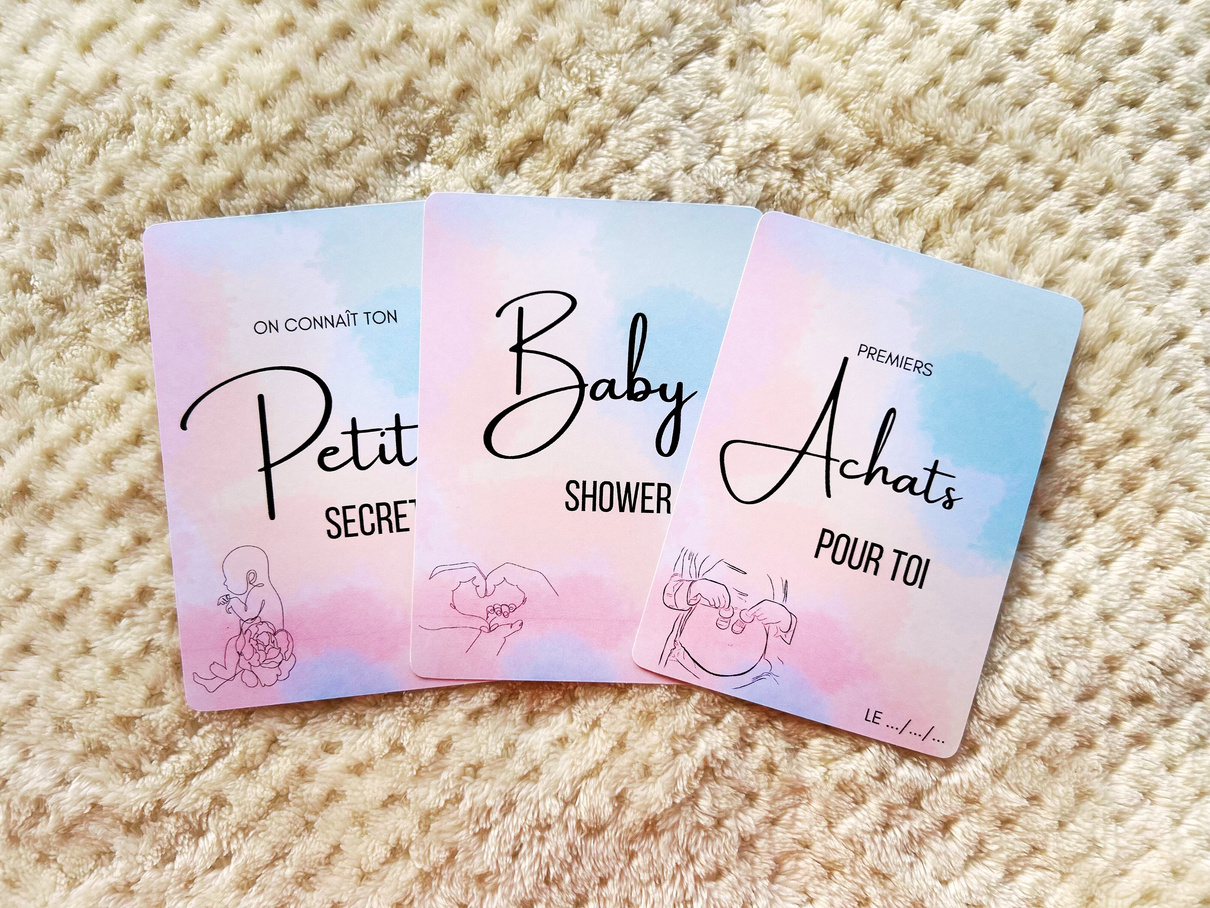 ON CONNAÎT TON
Petit
SECRET
Baby
SHOWER
PREMIERS
Achats
POUR TOI
LE .../.../...